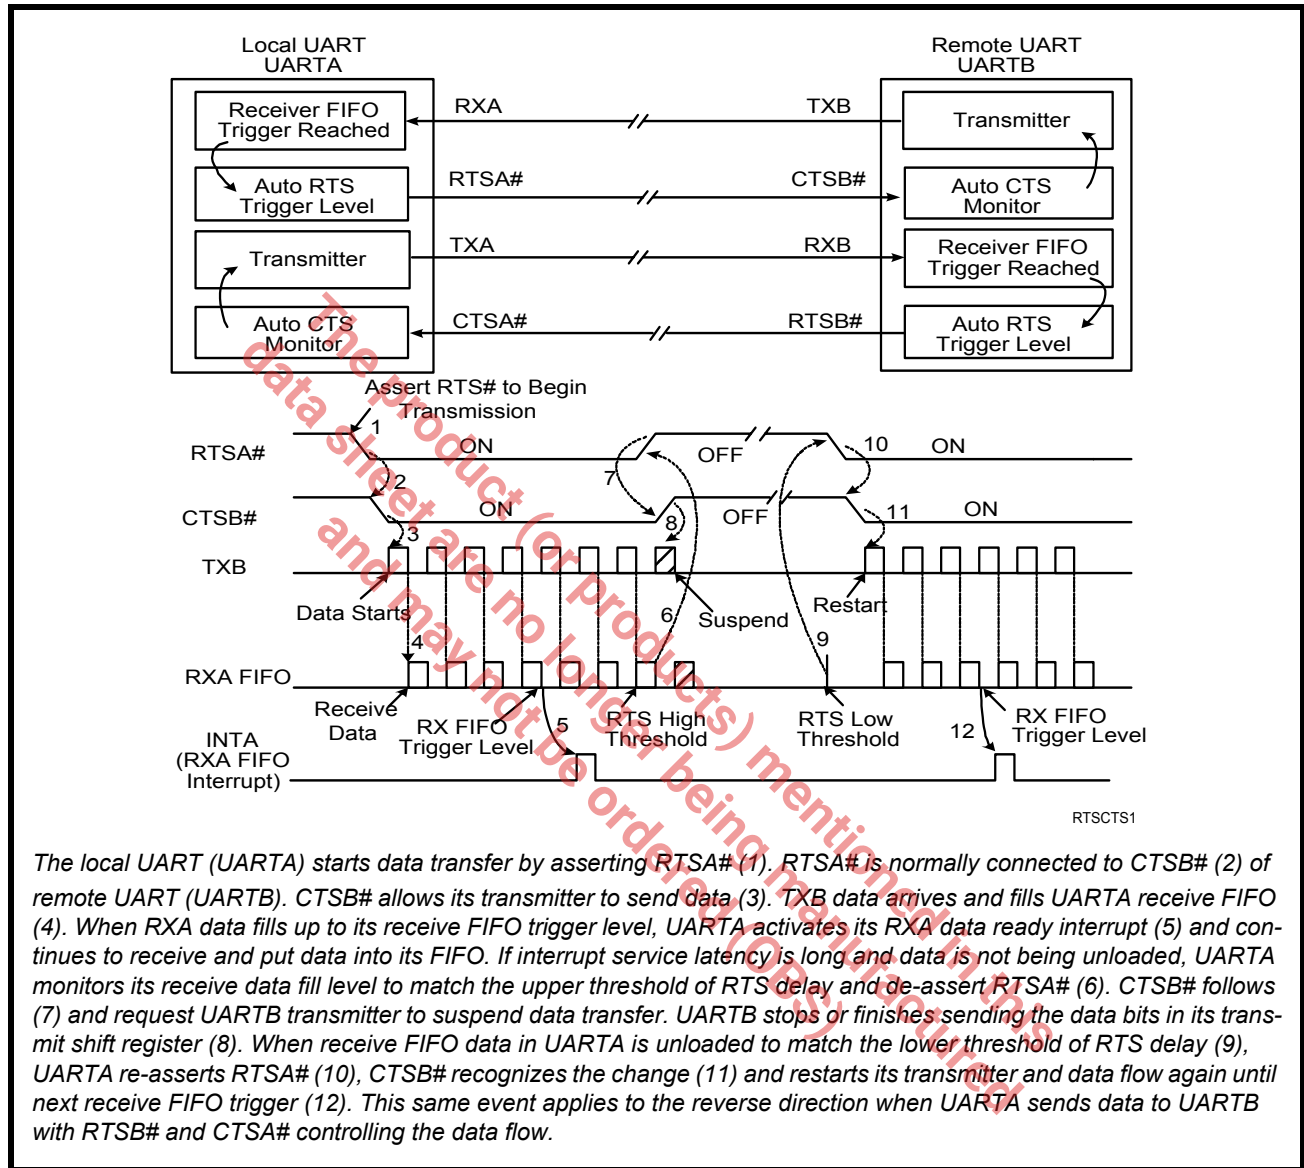 Local UART
UARTA
Remote UART
UARTB
Receiver FIFO
Trigger Reached
RXA
TXB
Transmitter
Auto RTS
Trigger Level
RTSA#
CTSB#
Auto CTS
Monitor
Transmitter
TXA
RXB
Receiver FIFO
Trigger Reached
Auto CTS
Monitor
CTSA#
RTSB#
Auto RTS
Trigger Level
Assert RTS# to Begin
Transmission
RTSA#
1
ON
7
OFF
10
ON
CTSB#
2
ON
8
OFF
11
ON
TXB
3
Data Starts
4
6
Suspend
Restart
9
RXA FIFO
Receive
Data
RX FIFO
Trigger Level
5
RTS High
Threshold
RTS Low
Threshold
12
RX FIFO
Trigger Level
INTA
(RXA FIFO
Interrupt)
RTSCTS1
The local UART (UARTA) starts data transfer by asserting RTSA# (1). RTSA# is normally connected to CTSB# (2) of
remote UART (UARTB). CTSB# allows its transmitter to send data (3). TXB data arrives and fills UARTA receive FIFO
(4). When RXA data fills up to its receive FIFO trigger level, UARTA activates its RXA data ready interrupt (5) and con-
tinues to receive and put data into its FIFO. If interrupt service latency is long and data is not being unloaded, UARTA
monitors its receive data fill level to match the upper threshold of RTS delay and de-assert RTSA# (6). CTSB# follows
(7) and request UARTB transmitter to suspend data transfer. UARTB stops or finishes sending the data bits in its trans-
mit shift register (8). When receive FIFO data in UARTA is unloaded to match the lower threshold of RTS delay (9),
UARTA re-asserts RTSA# (10), CTSB# recognizes the change (11) and restarts its transmitter and data flow again until
next receive FIFO trigger (12). This same event applies to the reverse direction when UARTA sends data to UARTB
with RTSB# and CTSA# controlling the data flow.
The product (or products) mentioned in this
data sheet are no longer being manufactured
and may not be ordered (OBS)